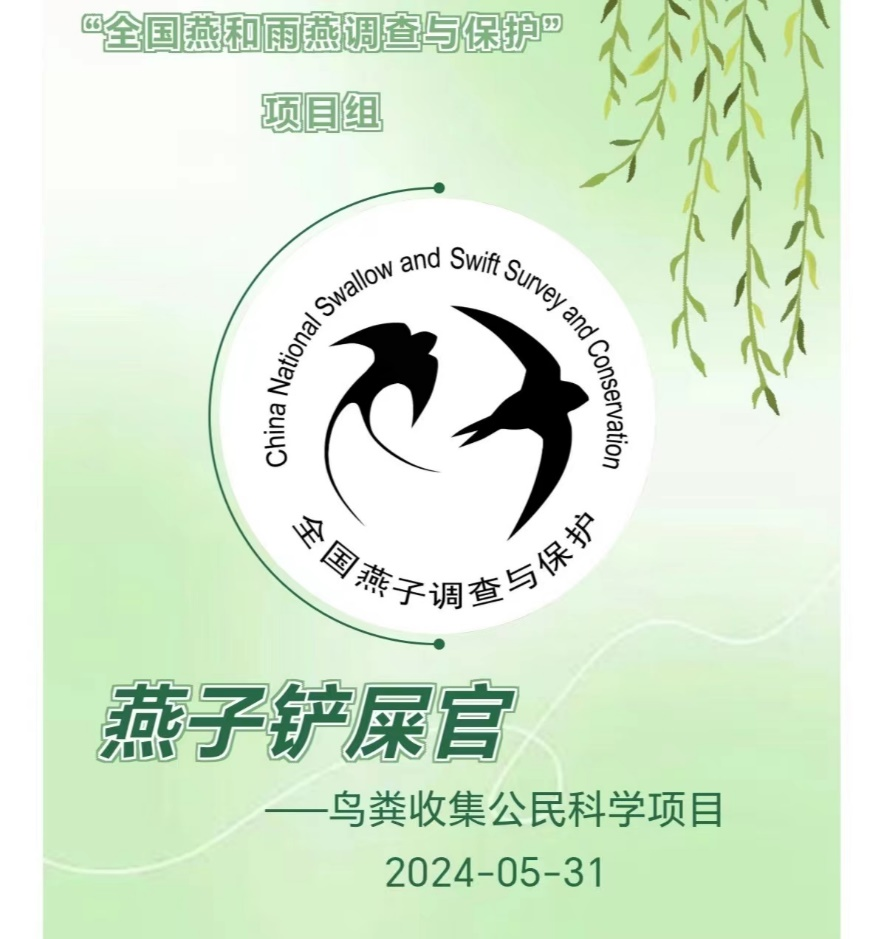 “全国燕和雨燕调查与保护”
项目组
China National Swallow and Swift Survey and Conservation
全国燕子调查与保护
燕子铲屎官
——鸟粪收集公民科学项目
2024-05-31